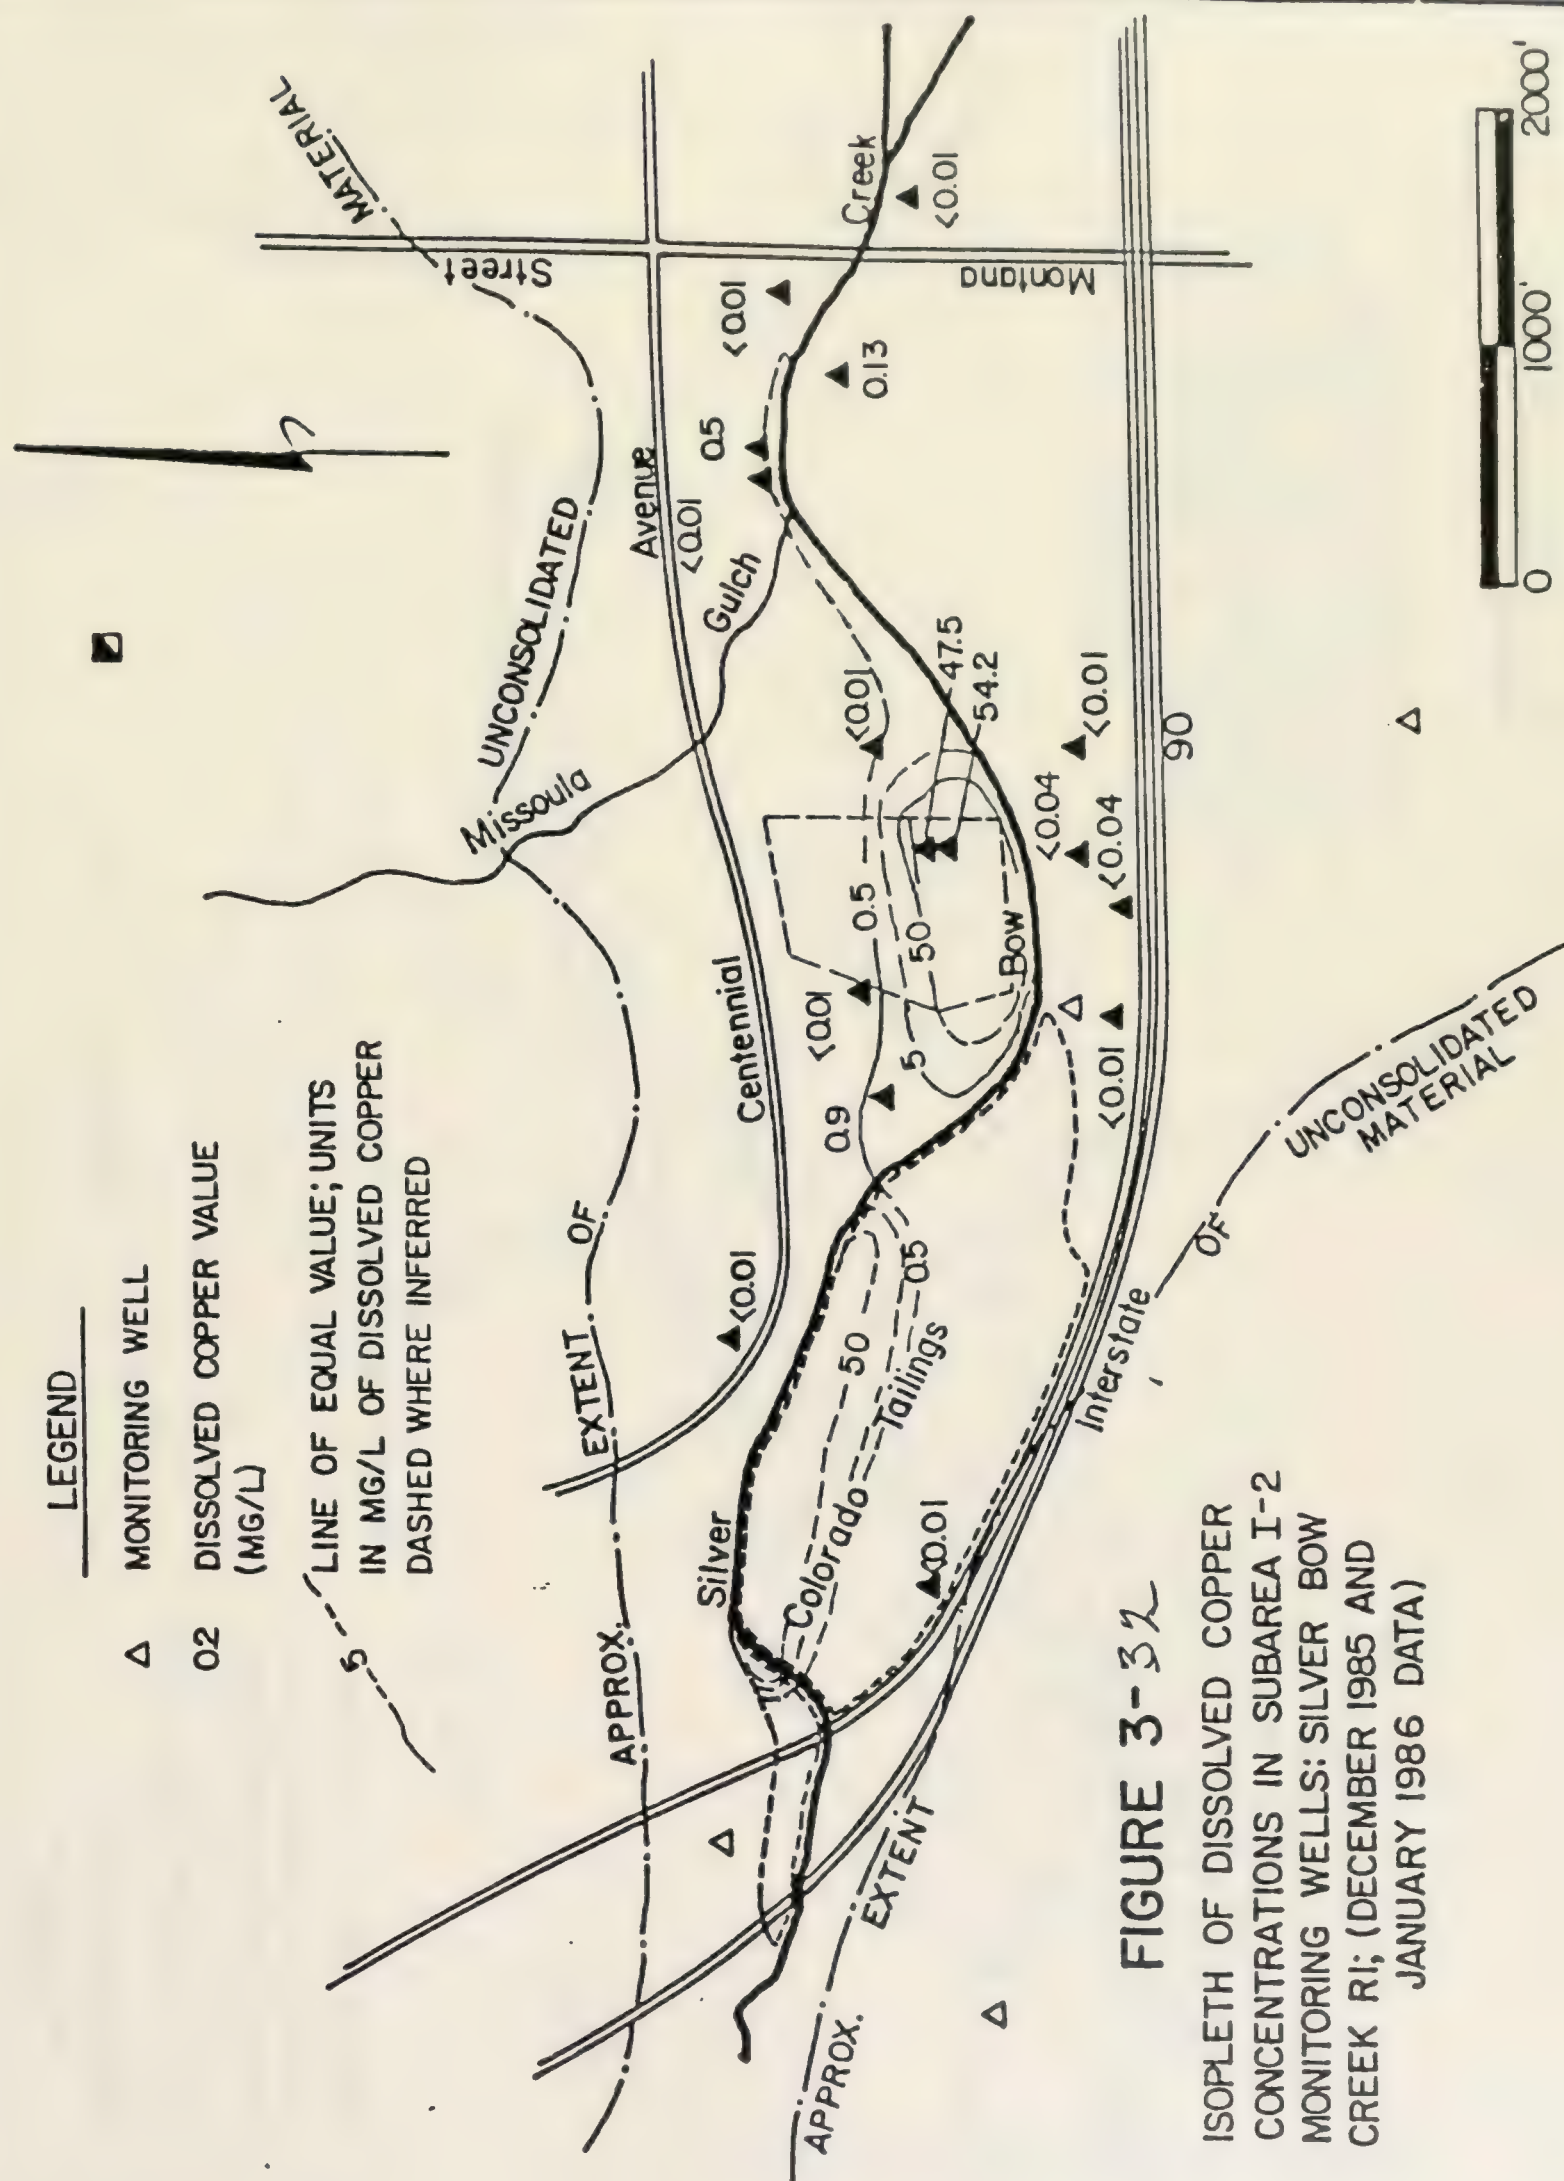 LEGEND
MONITORING WELL
0.2 DISSOLVED COPPER VALUE
(MG/L)
5
LINE OF EQUAL VALUE; UNITS
IN MG/L OF DISSOLVED COPPER
DASHED WHERE INFERRED
MATERIAL
Street
UNCONSOLIDATED
Missoula
Gulch
Avenue
<0.01
Centennial
EXTENT
OF
APPROX.
<0.01
0.5
<0.01
0.13
Creek
<0.01
Montana
<0.01
47.5
54.2
0.5
50
5
Bow
<0.01
0.9
<0.04
<0.01
<0.04
<0.01
90
Silver
50
0.5
Colorado
Tailings
<0.01
Interstate
OF
UNCONSOLIDATED
MATERIAL
EXTENT
APPROX.
0 1000' 2000'
FIGURE 3-32
ISOPLETH OF DISSOLVED COPPER
CONCENTRATIONS IN SUBAREA I-2
MONITORING WELLS: SILVER BOW
CREEK RI; (DECEMBER 1985 AND
JANUARY 1986 DATA)